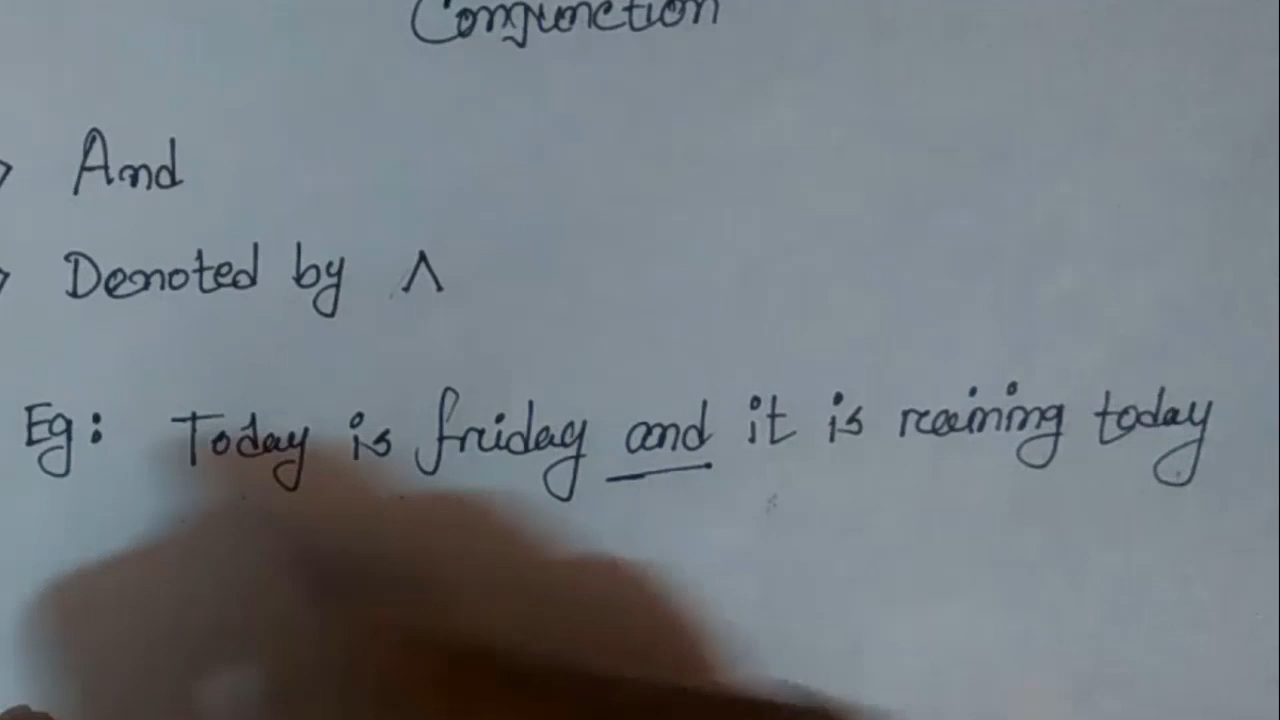 Conjunction
And
Denoted by ∧
Eg: Today is friday and it is raining today